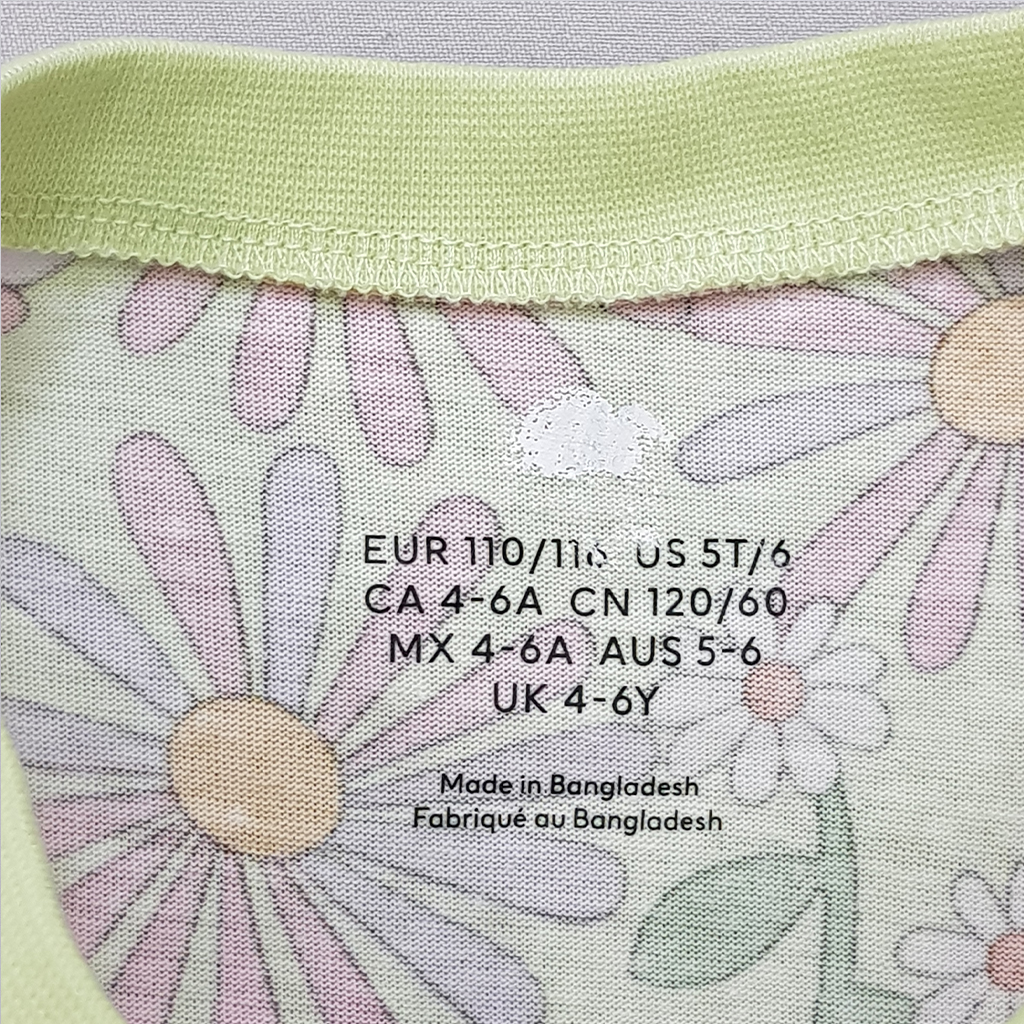 EUR 110/116 US 5T/6
CA 4-6A CN 120/60
MX 4-6A AUS 5-6
UK 4-6Y
Made in Bangladesh
Fabriqué au Bangladesh